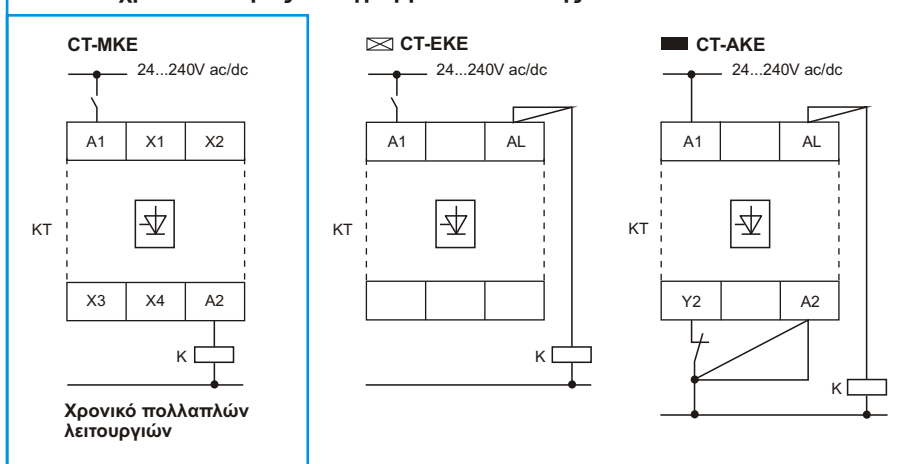 CT-MKE
24...240V ac/dc
A1 X1 X2
KT
X3 X4 A2
K
Χρονικό πολλαπλών
λειτουργιών
CT-EKE
24...240V ac/dc
A1 AL
KT
K
CT-AKE
24...240V ac/dc
A1 AL
KT
Y2 A2
K